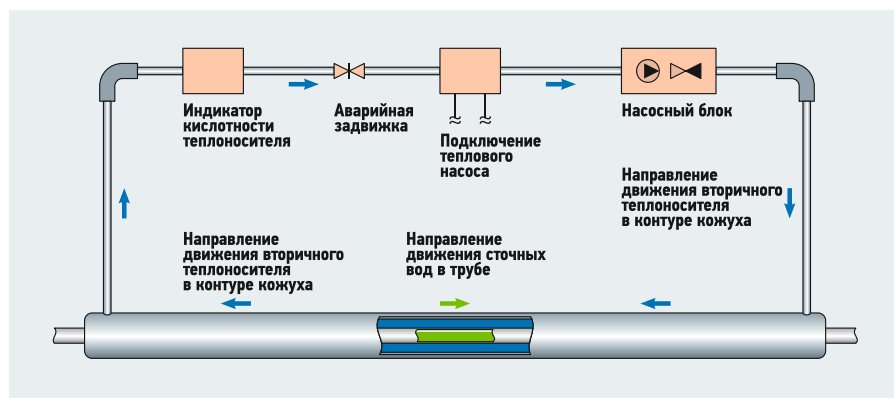 Индикатор
кислотности
теплоносителя
Аварийная
задвижка
Подключение
теплового
насоса
Насосный блок
Направление
движения вторичного
теплоносителя
в контуре кожуха
Направление
движения вторичного
теплоносителя
в контуре кожуха
Направление
движения сточных
вод в трубе